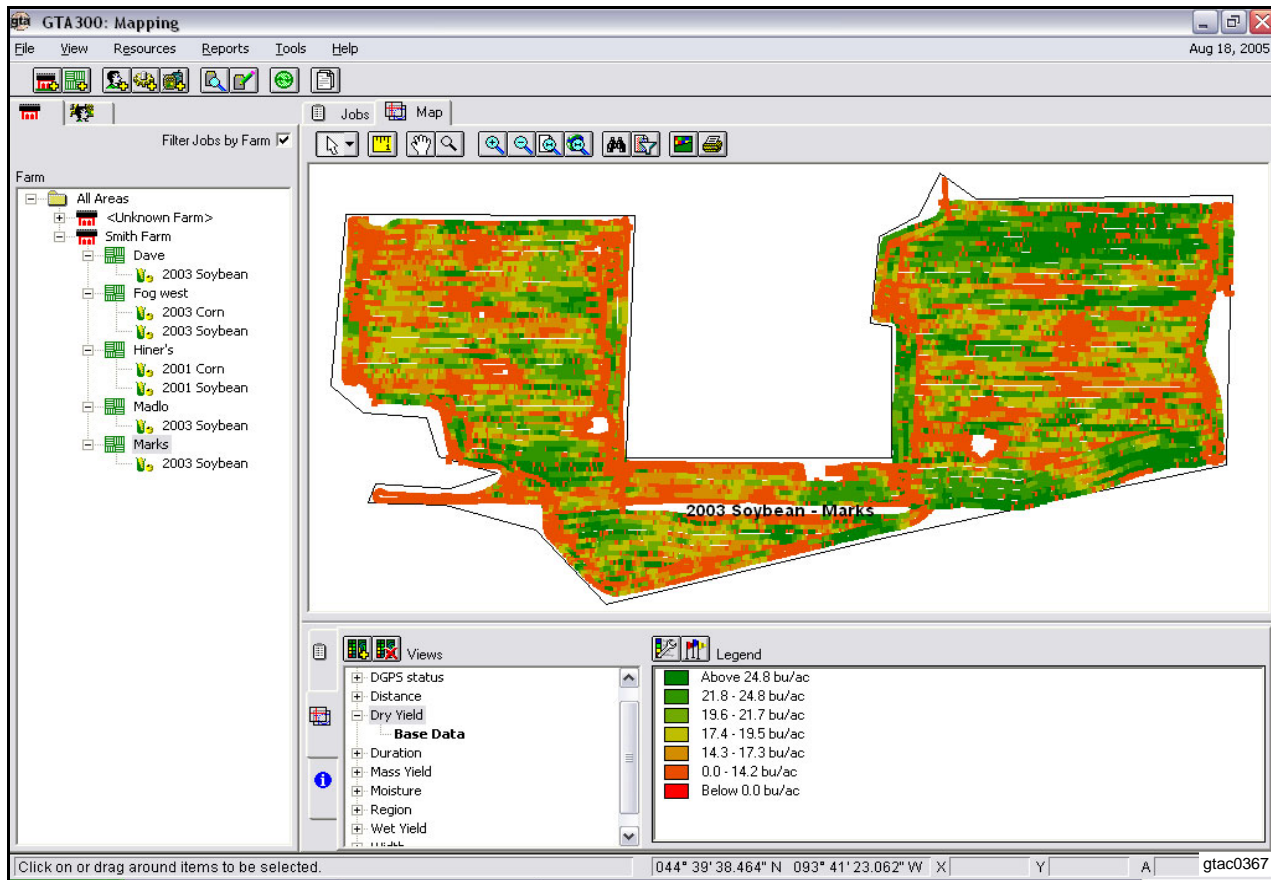 gta GTA300: Mapping
File View Resources Reports Tools Help Aug 18, 2005
Jobs Map
Filter Jobs by Farm
Farm
All Areas
<Unknown Farm>
Smith Farm
Dave
2003 Soybean
Fog west
2003 Corn
2003 Soybean
Hiner's
2001 Corn
2001 Soybean
Madlo
2003 Soybean
Marks
2003 Soybean
2003 Soybean - Marks
Views
DGPS status
Distance
Dry Yield
Base Data
Duration
Mass Yield
Moisture
Region
Wet Yield
Width
Legend
Above 24.8 bu/ac
21.8 - 24.8 bu/ac
19.6 - 21.7 bu/ac
17.4 - 19.5 bu/ac
14.3 - 17.3 bu/ac
0.0 - 14.2 bu/ac
Below 0.0 bu/ac
Click on or drag around items to be selected. 044° 39' 38.464" N 093° 41' 23.062" W X Y A gtac0367